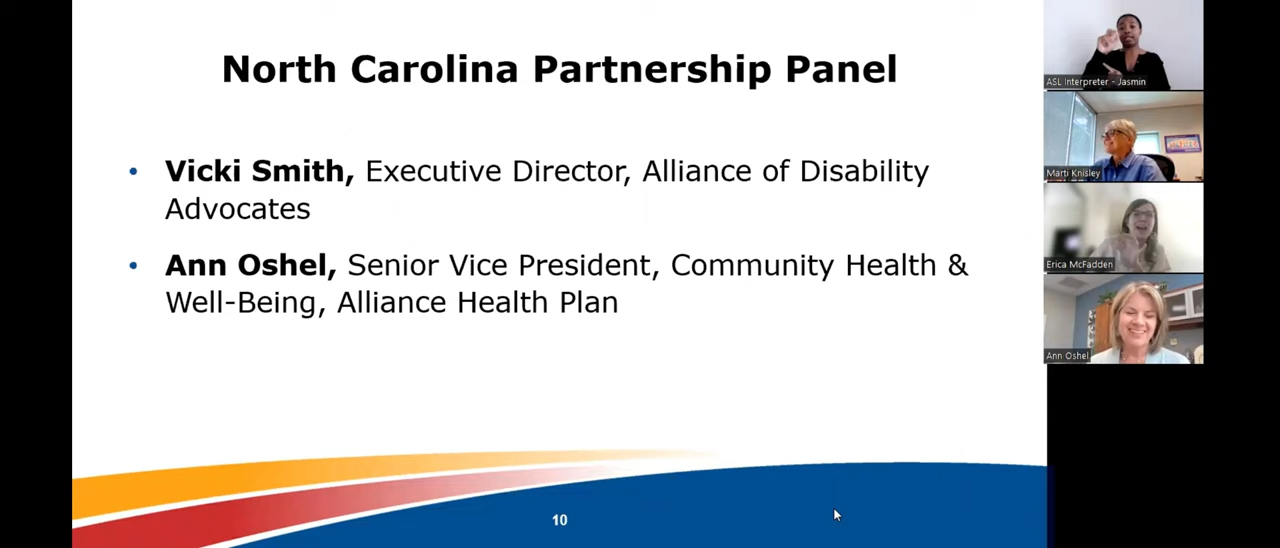 North Carolina Partnership Panel
• Vicki Smith, Executive Director, Alliance of Disability
Advocates
• Ann Oshel, Senior Vice President, Community Health &
Well-Being, Alliance Health Plan
10
ASL Interpreter - Jasmin
Marti Knisley
Erica McFadden
Ann Oshel